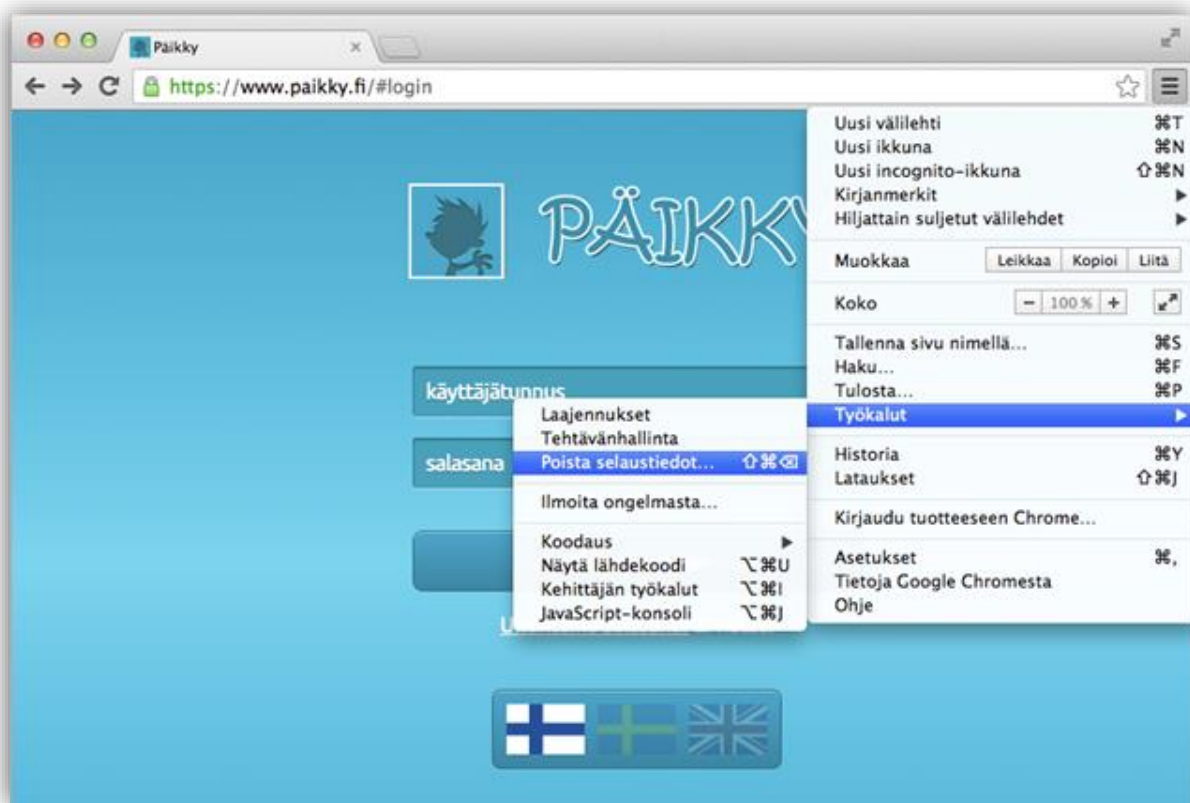 Päikky
https://www.paikky.fi/#login
PÄIKKY
käyttäjätunnus
salasana
Uusi välilehti ⌘T
Uusi ikkuna ⌘N
Uusi incognito-ikkuna ⇧⌘N
Kirjanmerkit ▶
Hiljattain suljetut välilehdet ▶
Muokkaa Leikkaa Kopioi Liitä
Koko − 100 % +
Tallenna sivu nimellä... ⌘S
Haku... ⌘F
Tulosta... ⌘P
Työkalut ▶
Historia ⌘Y
Lataukset ⇧⌘J
Kirjaudu tuotteeseen Chrome...
Asetukset ⌘,
Tietoja Google Chromesta
Ohje
Laajennukset
Tehtävänhallinta
Poista selaustiedot... ⇧⌘⌫
Ilmoita ongelmasta...
Koodaus ▶
Näytä lähdekoodi ⌥⌘U
Kehittäjän työkalut ⌥⌘I
JavaScript-konsoli ⌥⌘J